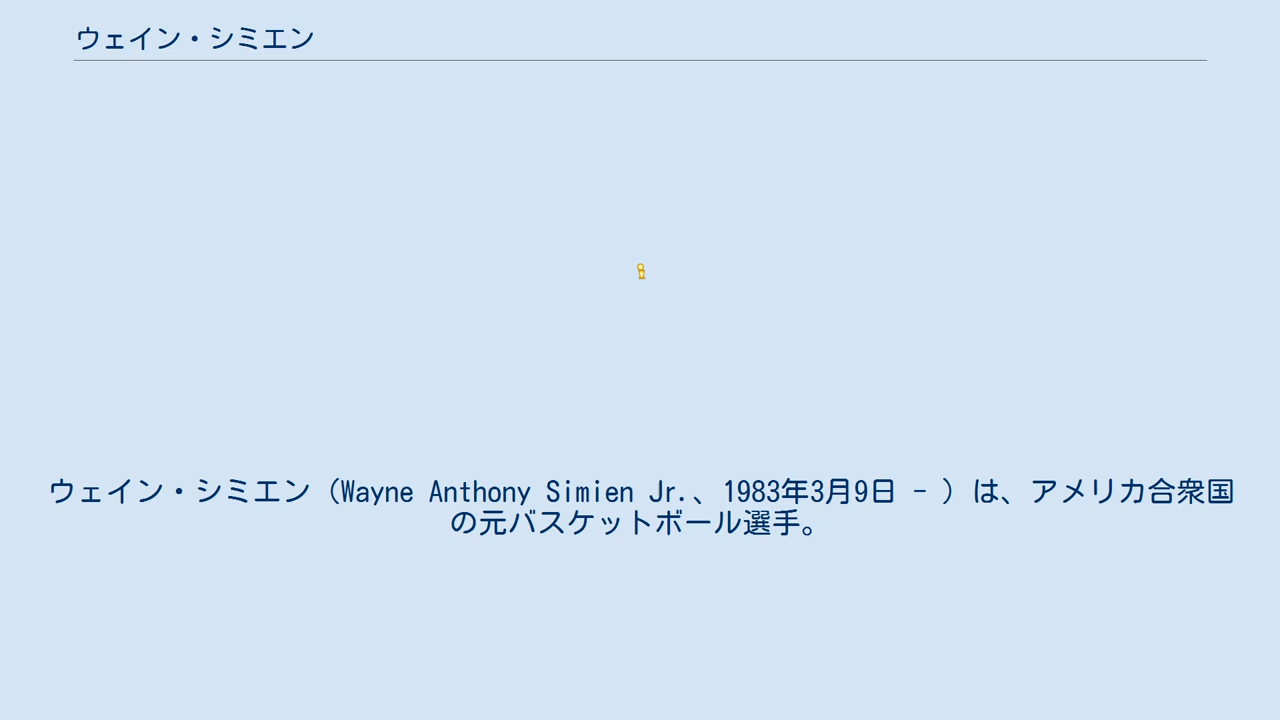 ウェイン・シミエン
ウェイン・シミエン（Wayne Anthony Simien Jr.、1983年3月9日 - ）は、アメリカ合衆国
の元バスケットボール選手。